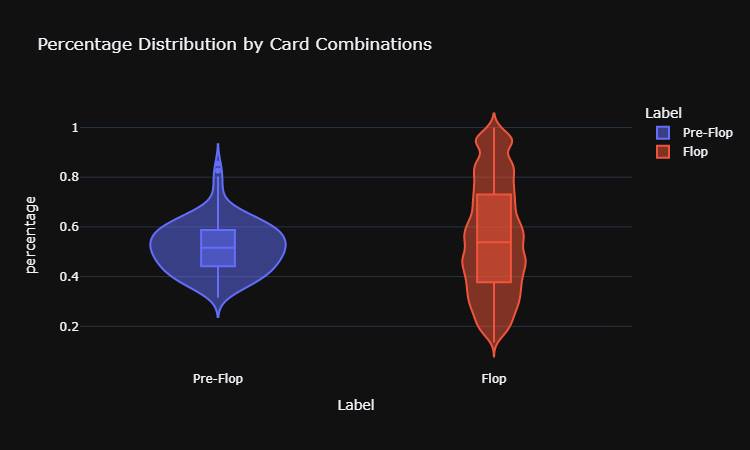 Percentage Distribution by Card Combinations
Label
Pre-Flop
Flop
1
0.8
0.6
0.4
0.2
percentage
Pre-Flop
Flop
Label